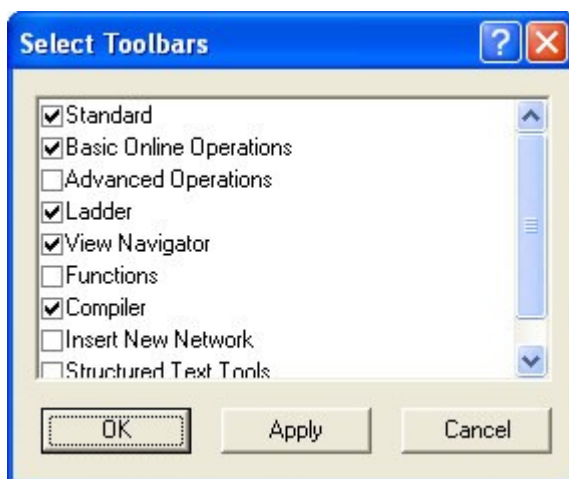 Select Toolbars
Standard
Basic Online Operations
Advanced Operations
Ladder
View Navigator
Functions
Compiler
Insert New Network
Structured Text Tools
OK
Apply
Cancel